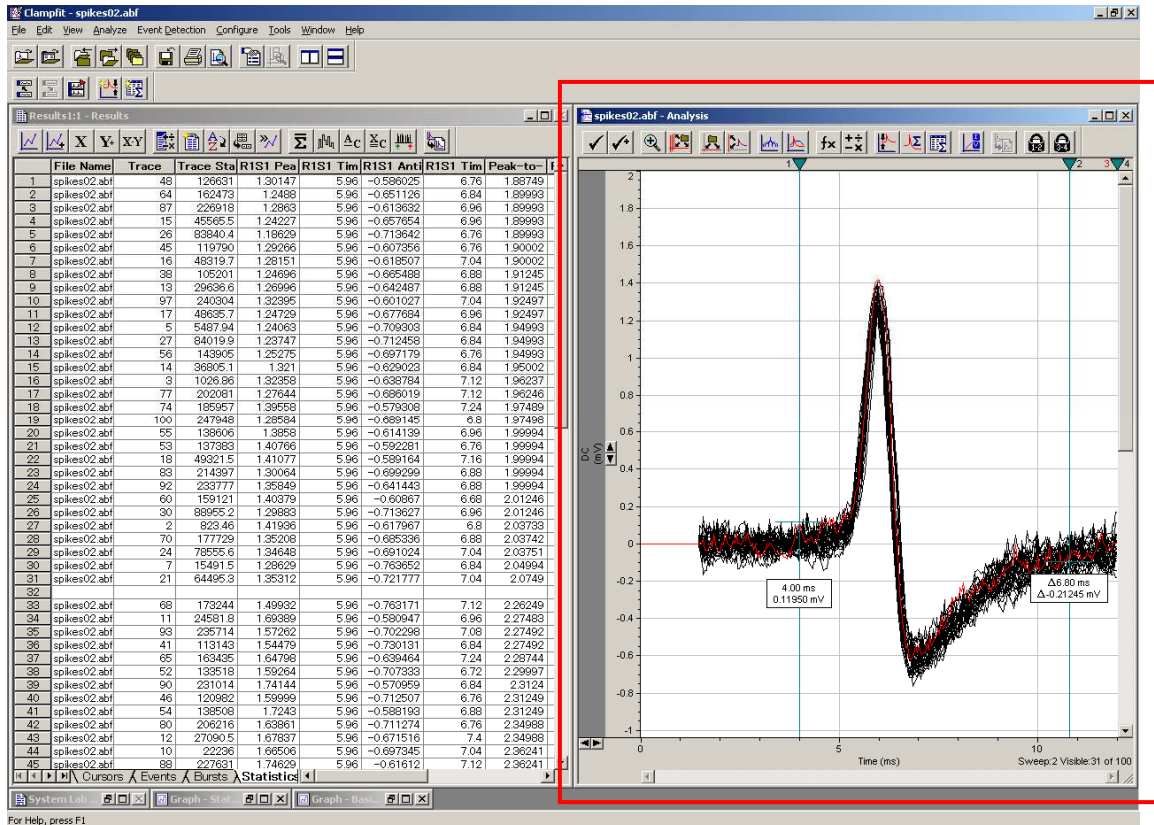 Clampfit - spikes02.abf
File Edit View Analyze Event Detection Configure Tools Window Help
Results1:1 - Results
X Y+ XY
File Name Trace Trace Sta R1S1 Pea R1S1 Tim R1S1 Anti R1S1 Tim Peak-to-
1 spikes02.abf 48 126631 1.30147 5.96 -0.586025 6.76 1.88749
2 spikes02.abf 64 162473 1.2488 5.96 -0.651126 6.84 1.89993
3 spikes02.abf 87 226918 1.2863 5.96 -0.613632 6.96 1.89993
4 spikes02.abf 15 45565.5 1.24227 5.96 -0.657654 6.96 1.89993
5 spikes02.abf 26 83840.4 1.18629 5.96 -0.713642 6.76 1.89993
6 spikes02.abf 45 119790 1.29266 5.96 -0.607356 6.76 1.90002
7 spikes02.abf 16 48319.7 1.28151 5.96 -0.618507 7.04 1.90002
8 spikes02.abf 38 105201 1.24696 5.96 -0.665488 6.88 1.91245
9 spikes02.abf 13 29636.6 1.26996 5.96 -0.642487 6.88 1.91245
10 spikes02.abf 97 240304 1.32395 5.96 -0.601027 7.04 1.92497
11 spikes02.abf 17 48635.7 1.24729 5.96 -0.677684 6.96 1.92497
12 spikes02.abf 5 5487.94 1.24063 5.96 -0.709303 6.84 1.94993
13 spikes02.abf 27 84019.9 1.23747 5.96 -0.712458 6.84 1.94993
14 spikes02.abf 56 143905 1.25275 5.96 -0.697179 6.76 1.94993
15 spikes02.abf 14 36805.1 1.321 5.96 -0.629023 6.84 1.95002
16 spikes02.abf 3 1026.86 1.32358 5.96 -0.638784 7.12 1.96237
17 spikes02.abf 77 202081 1.27644 5.96 -0.686019 7.12 1.96246
18 spikes02.abf 74 185957 1.39558 5.96 -0.579308 7.24 1.97489
19 spikes02.abf 100 247948 1.28584 5.96 -0.689145 6.8 1.97498
20 spikes02.abf 55 138606 1.3858 5.96 -0.614139 6.96 1.99994
21 spikes02.abf 53 137383 1.40766 5.96 -0.592281 6.76 1.99994
22 spikes02.abf 18 49321.5 1.41077 5.96 -0.589164 7.16 1.99994
23 spikes02.abf 83 214397 1.30064 5.96 -0.699299 6.88 1.99994
24 spikes02.abf 92 233777 1.35849 5.96 -0.641443 6.88 1.99994
25 spikes02.abf 60 159121 1.40379 5.96 -0.60867 6.68 2.01246
26 spikes02.abf 30 88955.2 1.29883 5.96 -0.713627 6.96 2.01246
27 spikes02.abf 2 823.46 1.41936 5.96 -0.617967 6.8 2.03733
28 spikes02.abf 70 177729 1.35208 5.96 -0.685336 6.88 2.03742
29 spikes02.abf 24 78555.6 1.34648 5.96 -0.691024 7.04 2.03751
30 spikes02.abf 7 15491.5 1.28629 5.96 -0.763652 6.84 2.04994
31 spikes02.abf 21 64495.3 1.35312 5.96 -0.721777 7.04 2.0749
32
33 spikes02.abf 68 173244 1.49932 5.96 -0.763171 7.12 2.26249
34 spikes02.abf 11 24581.8 1.69389 5.96 -0.580947 6.96 2.27483
35 spikes02.abf 93 235714 1.57262 5.96 -0.702298 7.08 2.27492
36 spikes02.abf 41 113143 1.54479 5.96 -0.730131 6.84 2.27492
37 spikes02.abf 65 163435 1.64798 5.96 -0.639464 7.24 2.28744
38 spikes02.abf 52 133518 1.59264 5.96 -0.707333 6.72 2.29997
39 spikes02.abf 90 231014 1.74144 5.96 -0.570959 6.84 2.3124
40 spikes02.abf 46 120982 1.59999 5.96 -0.712507 6.76 2.31249
41 spikes02.abf 54 138508 1.7243 5.96 -0.588193 6.88 2.31249
42 spikes02.abf 80 206216 1.63861 5.96 -0.711274 6.76 2.34988
43 spikes02.abf 12 27090.5 1.67837 5.96 -0.671516 7.4 2.34988
44 spikes02.abf 10 22236 1.66506 5.96 -0.697345 7.04 2.36241
45 spikes02.abf 88 227631 1.74629 5.96 -0.61612 7.12 2.36241
Cursors Events Bursts Statistics
spikes02.abf - Analysis
1 2 3 4
2
1.8
1.6
1.4
1.2
1
0.8
0.6
0.4
0.2
0
-0.2
-0.4
-0.6
-0.8
-1
DC
(mV)
4.00 ms
0.11950 mV
Δ6.80 ms
Δ-0.21245 mV
0 5 10
Time (ms)
Sweep:2 Visible:31 of 100
System Lab ... Graph - Stat... Graph - Basi...
For Help, press F1